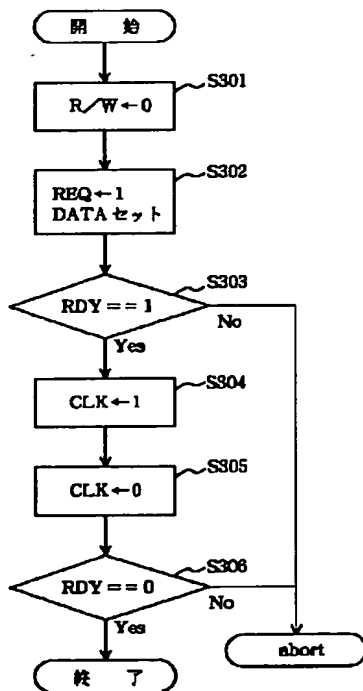 開 始
S301
R/W←0
S302
REQ←1
DATAセット
S303
RDY==1
No
Yes
S304
CLK←1
S305
CLK←0
S306
RDY==0
No
Yes
abort
終 了